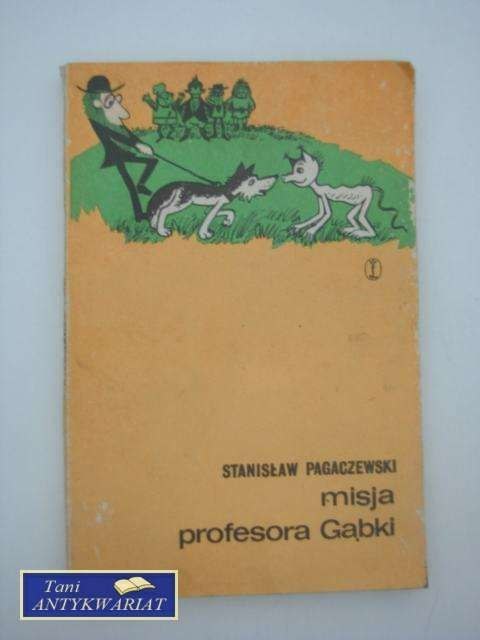 STANISŁAW PAGACZEWSKI
misja
profesora Gąbki
Tani
ANTYKWARIAT